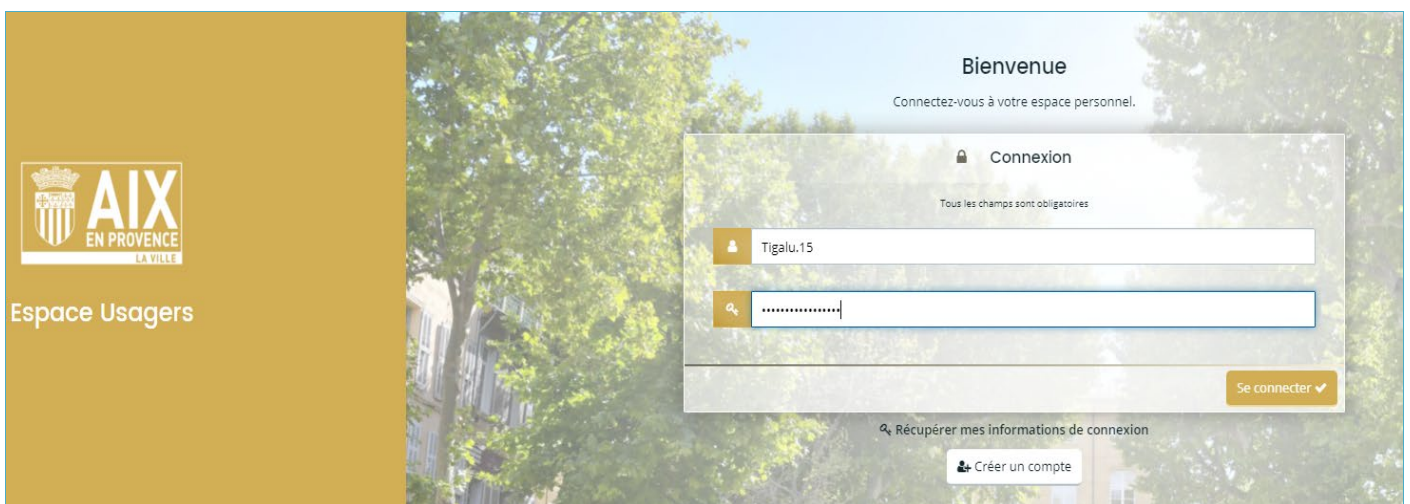 AIX
EN PROVENCE
LA VILLE
Espace Usagers
Bienvenue
Connectez-vous à votre espace personnel.
Connexion
Tous les champs sont obligatoires
Tigalu.15
•••••••••••••••••
Se connecter
Récupérer mes informations de connexion
Créer un compte